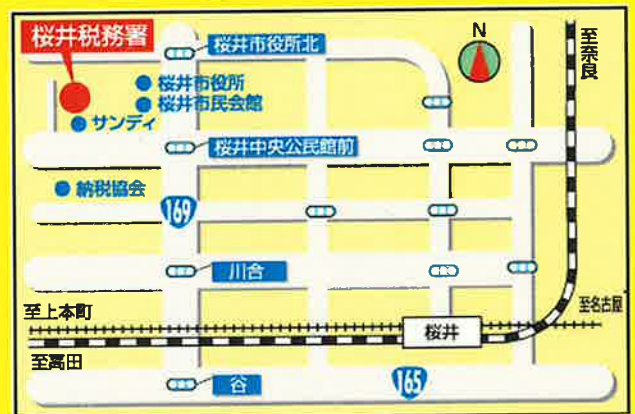 桜井税務署
桜井市役所北
N
至奈良
桜井市役所
桜井市民会館
サンディ
桜井中央公民館前
納税協会
169
川合
至上本町
至名古屋
桜井
至高田
谷
165